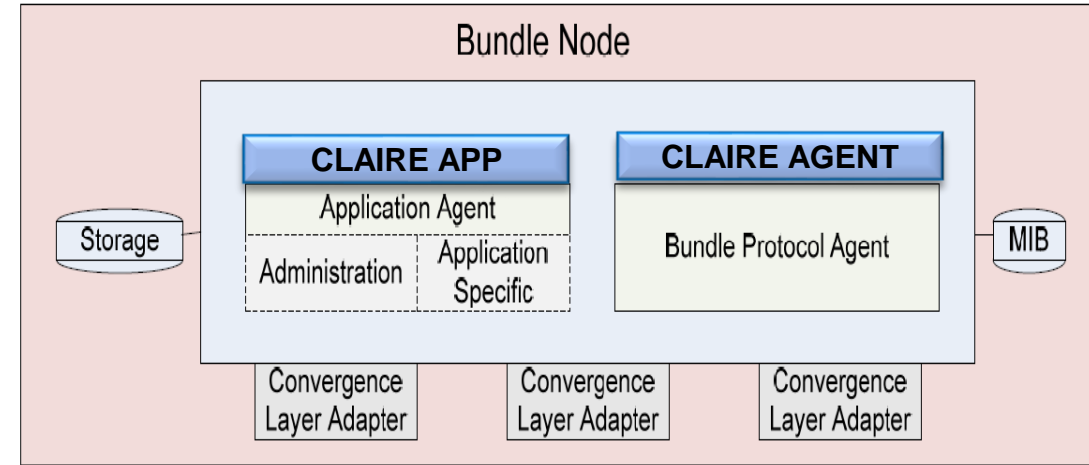 Bundle Node
CLAIRE APP
CLAIRE AGENT
Application Agent
Storage
Administration
Application
Specific
Bundle Protocol Agent
MIB
Convergence
Layer Adapter
Convergence
Layer Adapter
Convergence
Layer Adapter